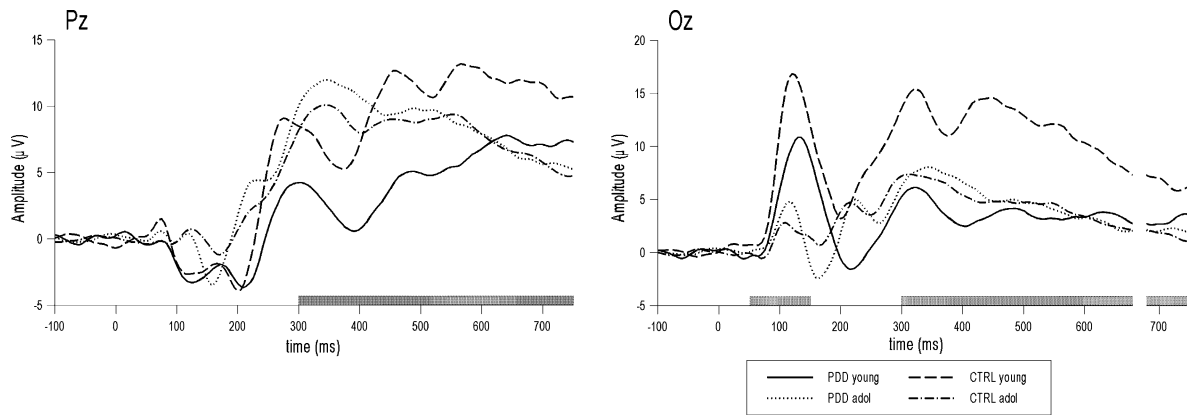 Pz
Oz
15
10
5
0
-5
Amplitude (μ V)
-100 0 100 200 300 400 500 600 700
time (ms)
20
15
10
5
0
-5
Amplitude (μ V)
-100 0 100 200 300 400 500 600 700
time (ms)
PDD young CTRL young
PDD adol CTRL adol